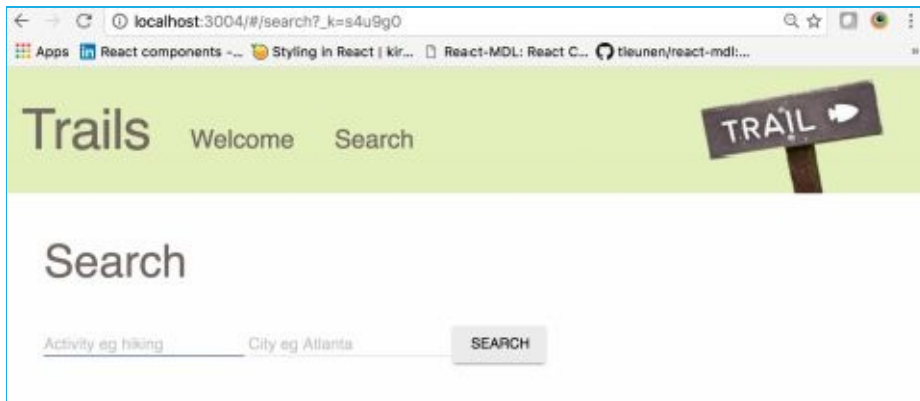 localhost:3004/#/search?_k=s4u9g0
Apps React components -... Styling in React | kir... React-MDL: React C... tleunen/react-mdl:...
Trails Welcome Search
TRAIL
Search
Activity eg hiking City eg Atlanta SEARCH